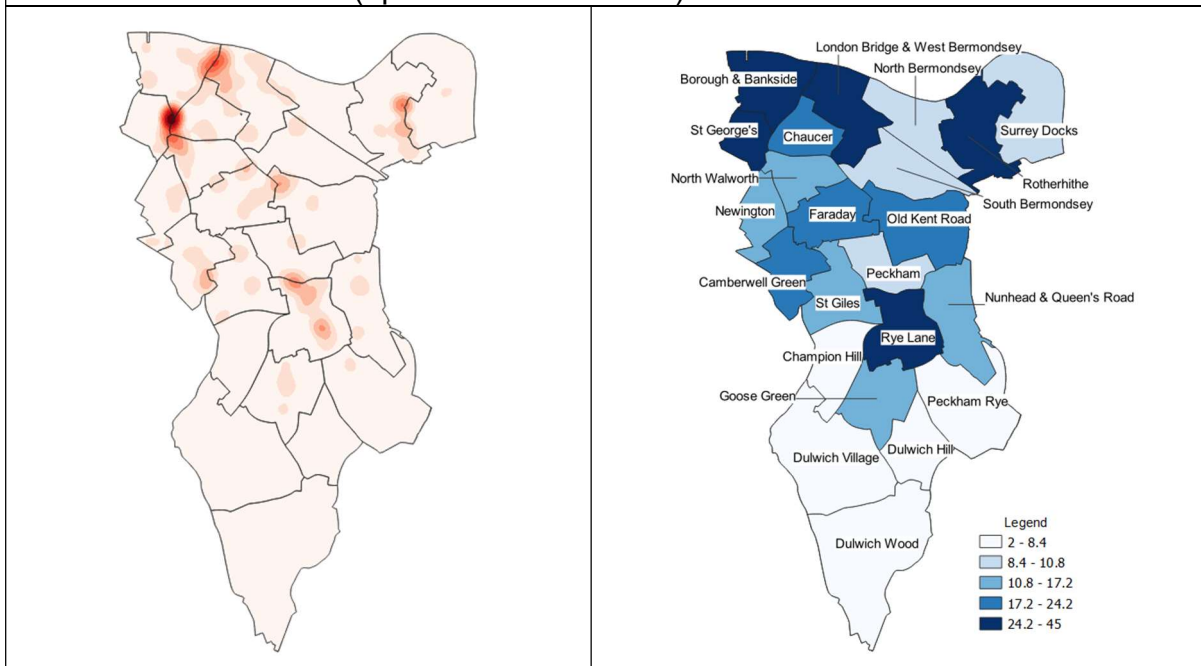 London Bridge & West Bermondsey
North Bermondsey
Borough & Bankside
St George's
Chaucer
Surrey Docks
North Walworth
Rotherhithe
South Bermondsey
Newington
Faraday
Old Kent Road
Camberwell Green
Peckham
St Giles
Nunhead & Queen's Road
Rye Lane
Champion Hill
Goose Green
Peckham Rye
Dulwich Village
Dulwich Hill
Dulwich Wood
Legend
2 - 8.4
8.4 - 10.8
10.8 - 17.2
17.2 - 24.2
24.2 - 45